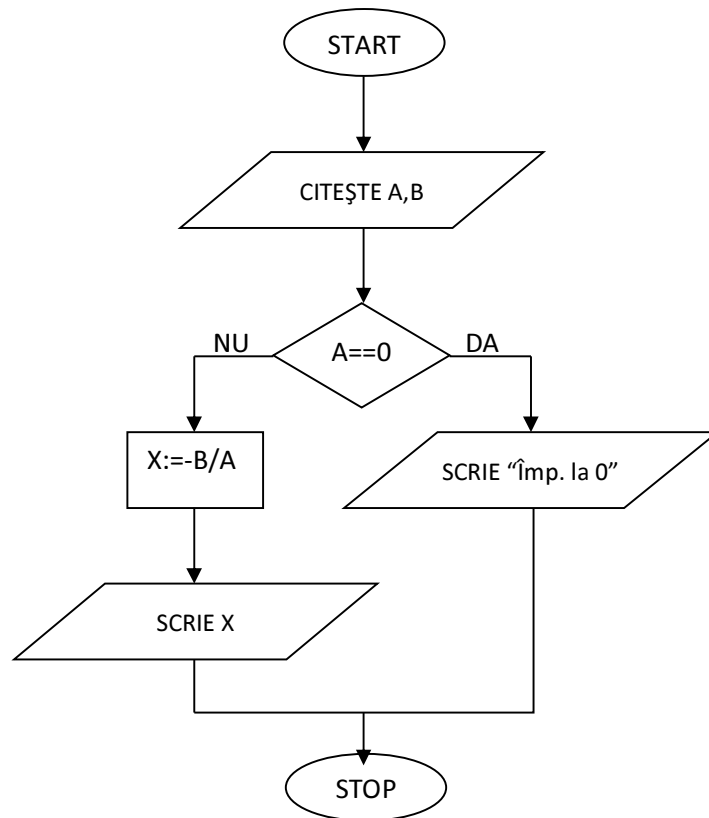 START
CITEŞTE A,B
NU
A==0
DA
X:=-B/A
SCRIE “Împ. la 0”
SCRIE X
STOP